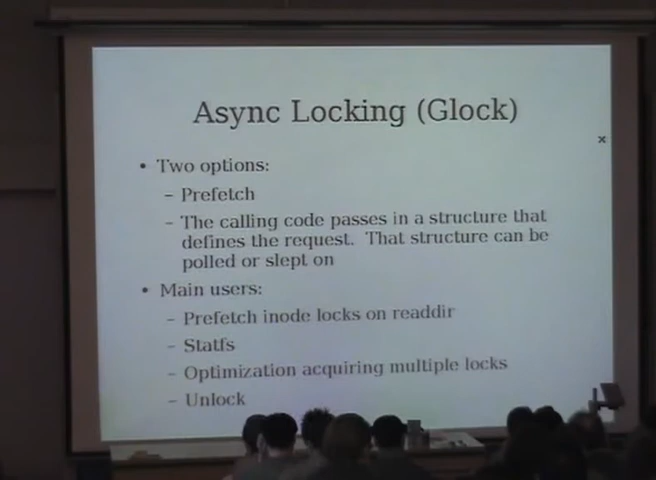 Async Locking (Glock)
• Two options:
– Prefetch
– The calling code passes in a structure that
defines the request. That structure can be
polled or slept on
• Main users:
– Prefetch inode locks on readdir
– Statfs
– Optimization acquiring multiple locks
– Unlock